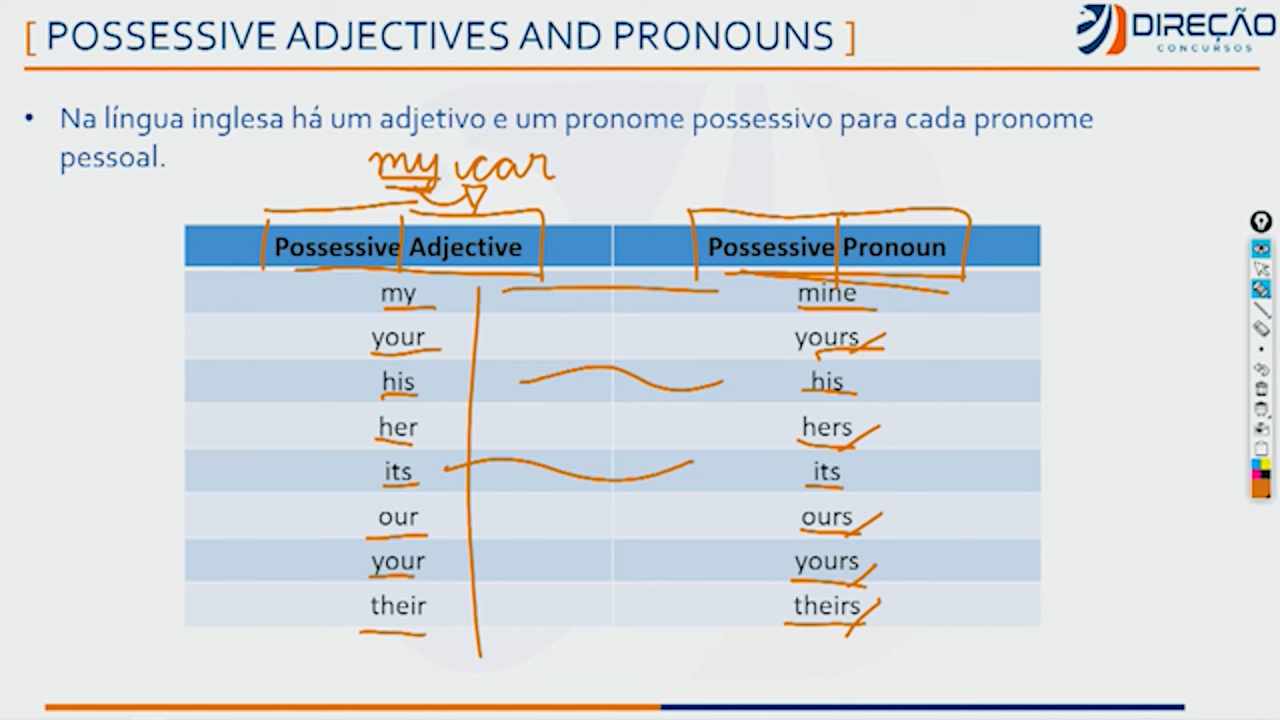 [ POSSESSIVE ADJECTIVES AND PRONOUNS ]
DIREÇÃO
CONCURSOS
• Na língua inglesa há um adjetivo e um pronome possessivo para cada pronome
pessoal.
my car
Possessive Adjective Possessive Pronoun
my mine
your yours
his his
her hers
its its
our ours
your yours
their theirs